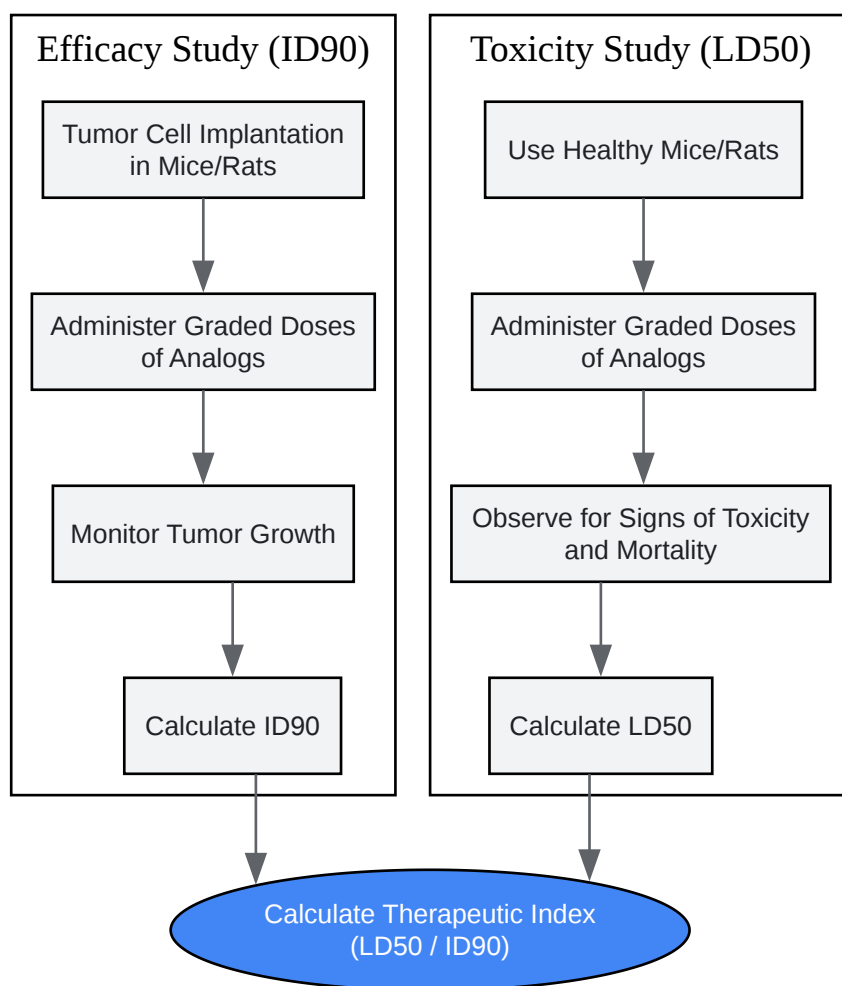 Efficacy Study (ID90)
Tumor Cell Implantation
in Mice/Rats
Administer Graded Doses
of Analogs
Monitor Tumor Growth
Calculate ID90
Toxicity Study (LD50)
Use Healthy Mice/Rats
Administer Graded Doses
of Analogs
Observe for Signs of Toxicity
and Mortality
Calculate LD50
Calculate Therapeutic Index
(LD50 / ID90)